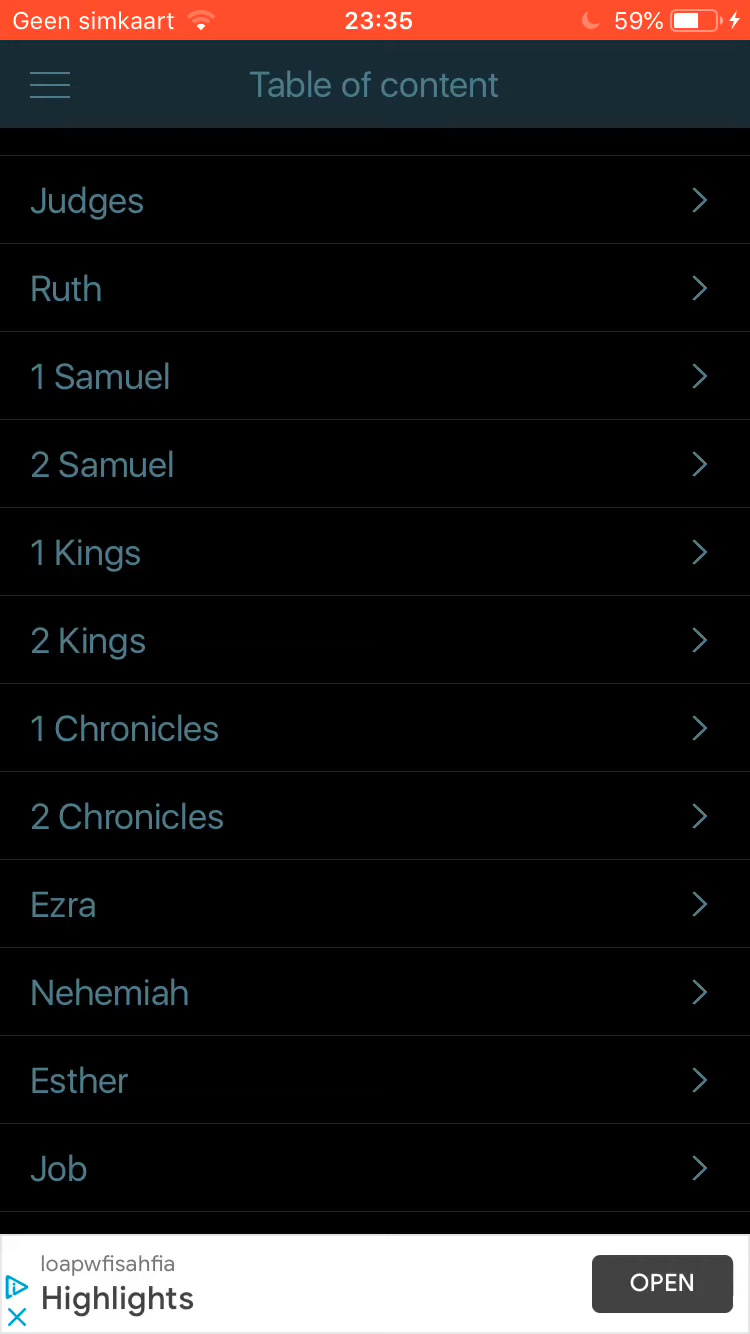 Geen simkaart 23:35 59%
Table of content
Judges
Ruth
1 Samuel
2 Samuel
1 Kings
2 Kings
1 Chronicles
2 Chronicles
Ezra
Nehemiah
Esther
Job
loapwfisahfia
Highlights
OPEN